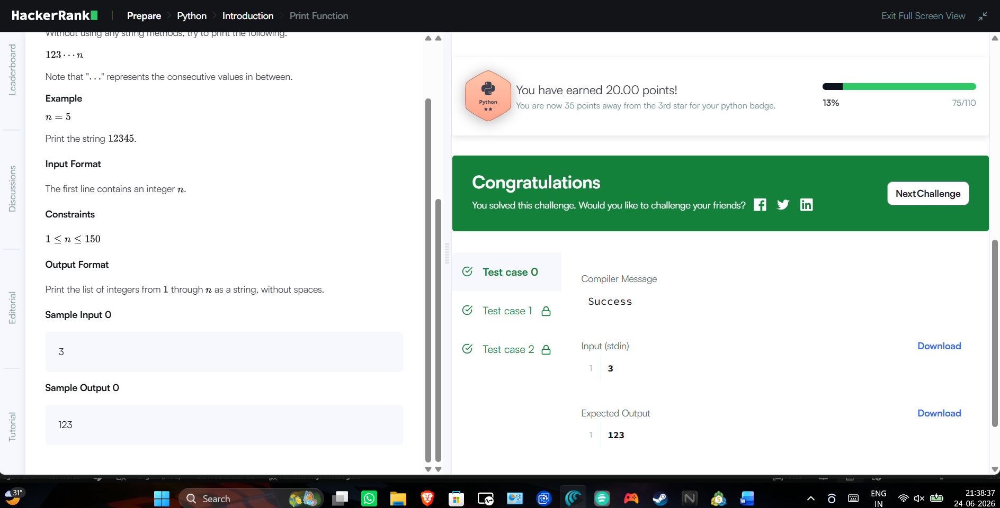 HackerRank
Prepare
Python
Introduction
Print Function
Exit Full Screen View
Leaderboard
Discussions
Editorial
Tutorial
Without using any string methods, try to print the following:
123···n
Note that "..." represents the consecutive values in between.
Example
n = 5
Print the string 12345.
Input Format
The first line contains an integer n.
Constraints
1 ≤ n ≤ 150
Output Format
Print the list of integers from 1 through n as a string, without spaces.
Sample Input 0
3
Sample Output 0
123
Python
You have earned 20.00 points!
You are now 35 points away from the 3rd star for your python badge.
13%
75/110
Congratulations
You solved this challenge. Would you like to challenge your friends?
Next Challenge
Test case 0
Test case 1
Test case 2
Compiler Message
Success
Input (stdin)
Download
1 3
Expected Output
Download
1 123
31°
Search
ENG
IN
21:38:37
24-06-2026